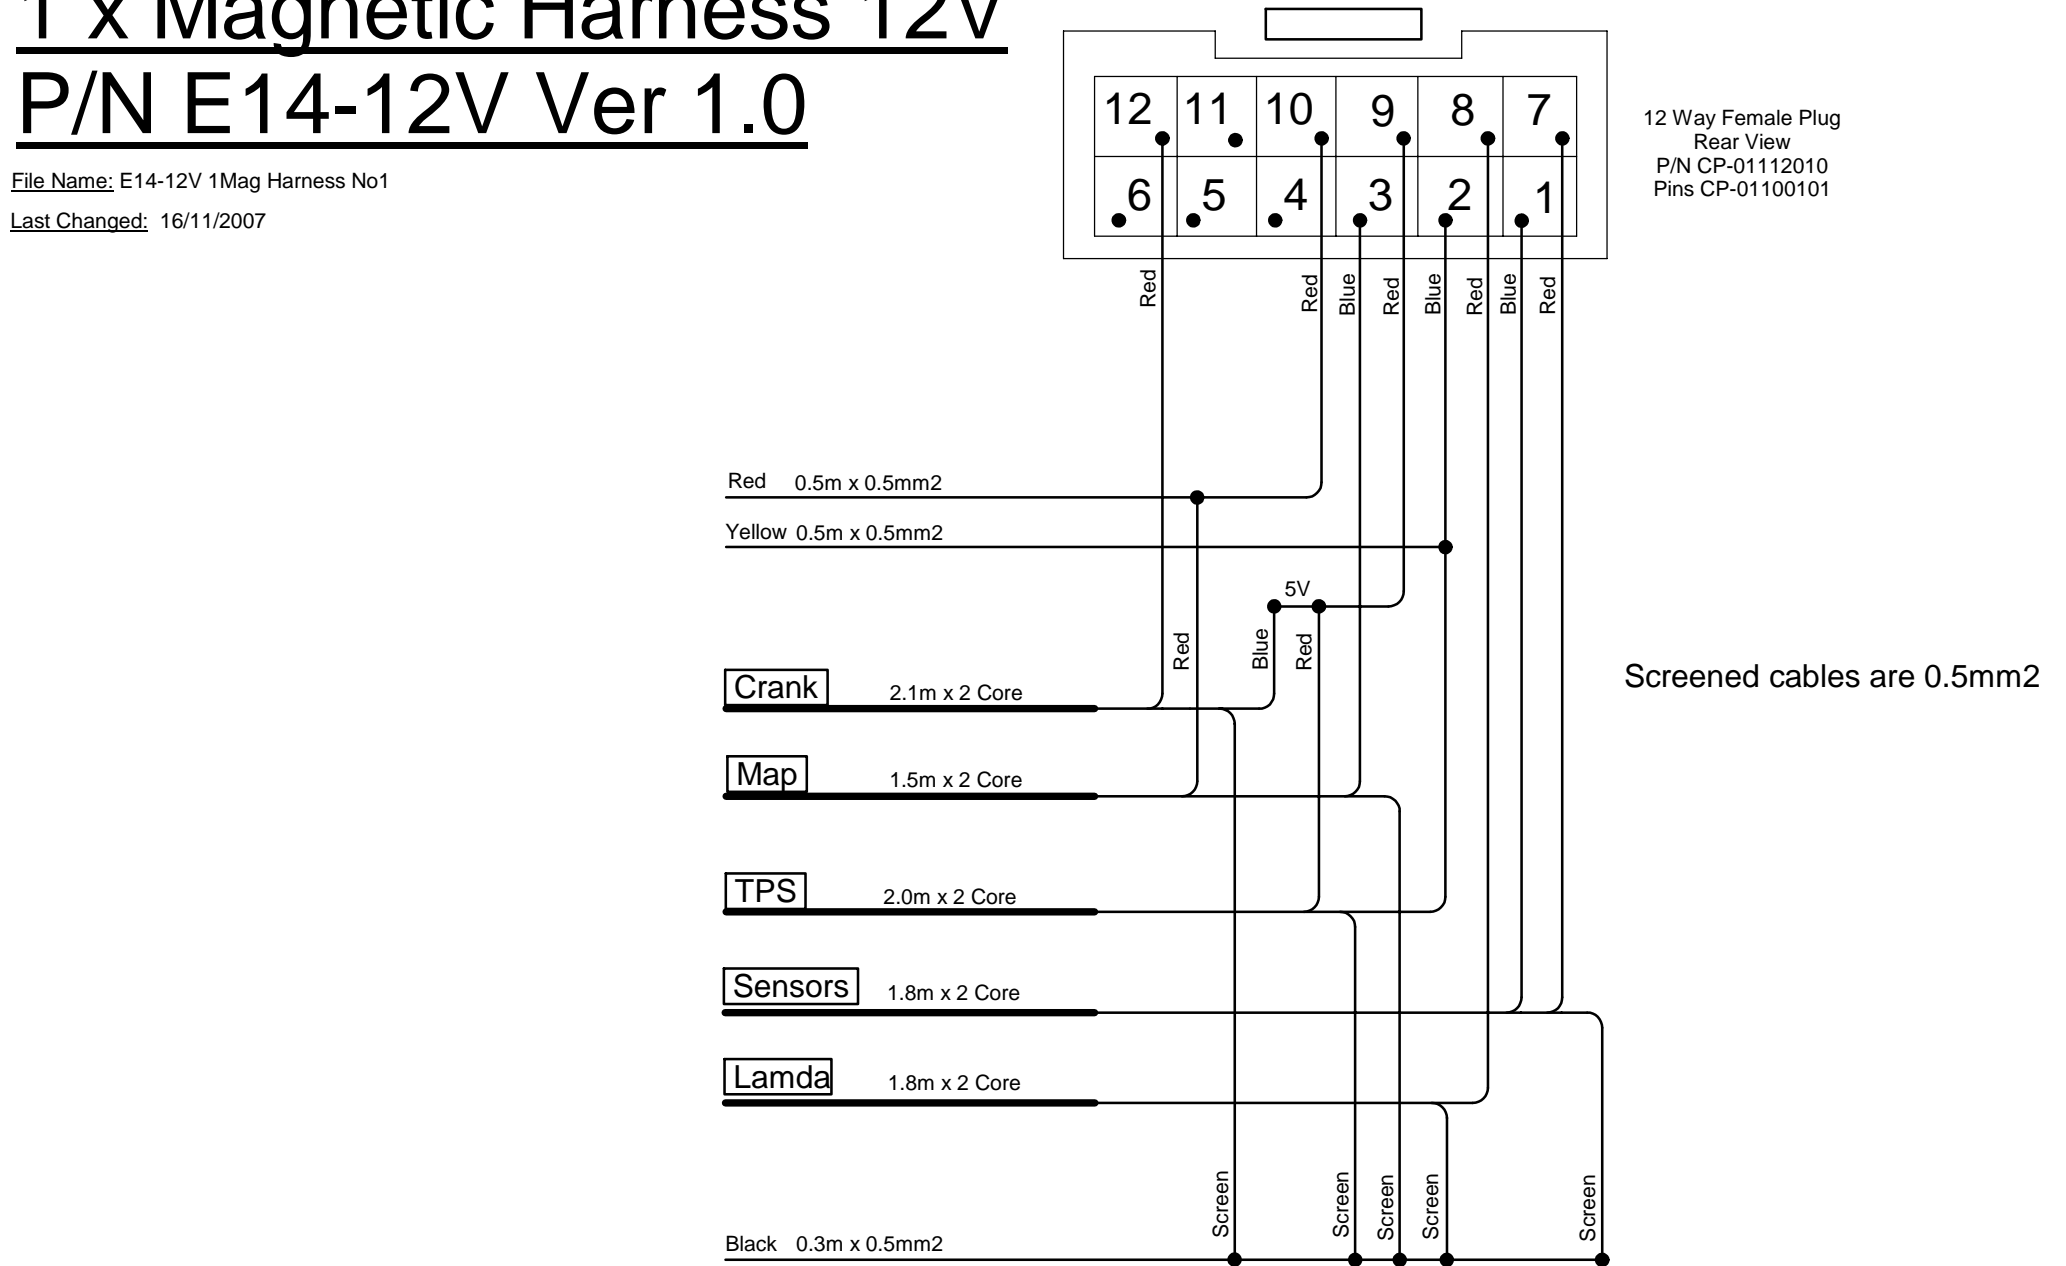 1 x Magnetic Harness 12V
P/N E14-12V Ver 1.0
File Name: E14-12V 1Mag Harness No1
Last Changed: 16/11/2007
12 11 10 9 8 7
6 5 4 3 2 1
12 Way Female Plug
Rear View
P/N CP-01112010
Pins CP-01100101
Red
Red
Blue
Red
Blue
Red
Blue
Red
Red 0.5m x 0.5mm2
Yellow 0.5m x 0.5mm2
5V
Red
Blue
Red
Screened cables are 0.5mm2
Crank 2.1m x 2 Core
Map 1.5m x 2 Core
TPS 2.0m x 2 Core
Sensors 1.8m x 2 Core
Lamda 1.8m x 2 Core
Screen
Screen
Screen
Screen
Screen
Black 0.3m x 0.5mm2